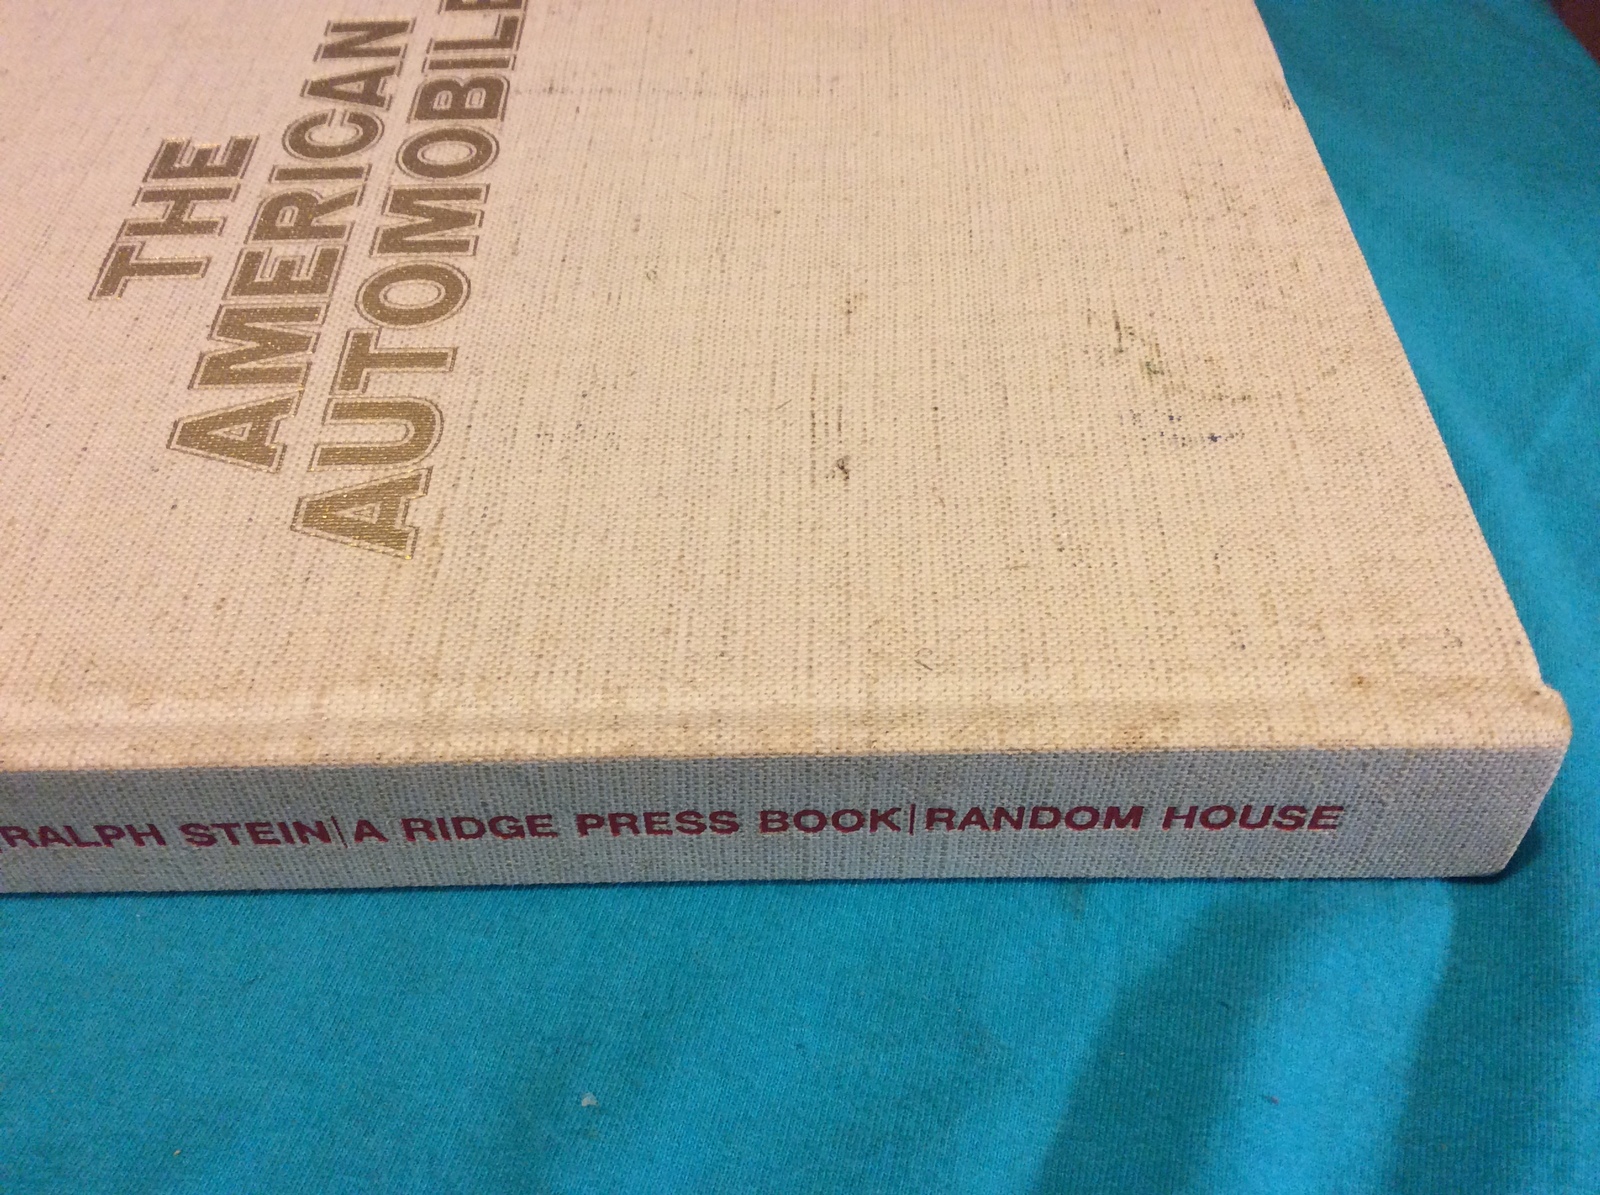 THE
AMERICAN
AUTOMOBILE
RALPH STEIN|A RIDGE PRESS BOOK|RANDOM HOUSE